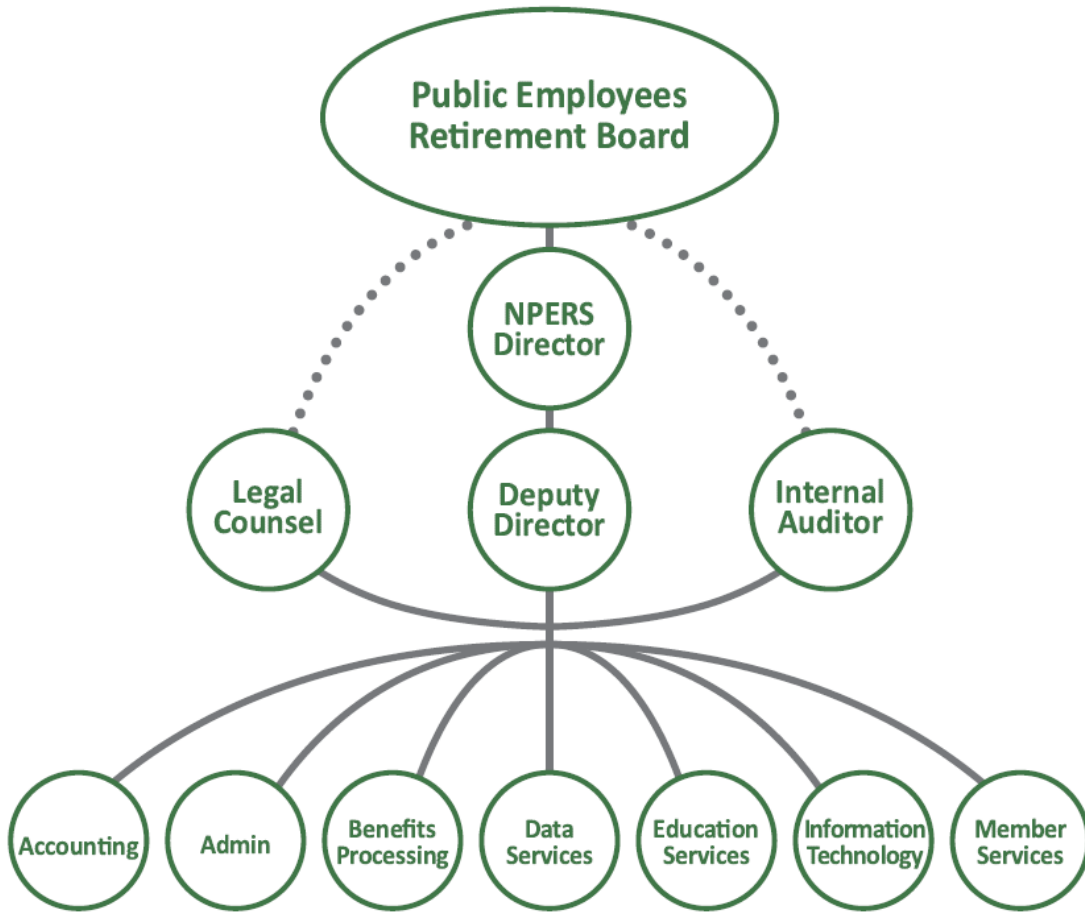 Public Employees
Retirement Board
NPERS
Director
Legal
Counsel
Deputy
Director
Internal
Auditor
Accounting
Admin
Benefits
Processing
Data
Services
Education
Services
Information
Technology
Member
Services